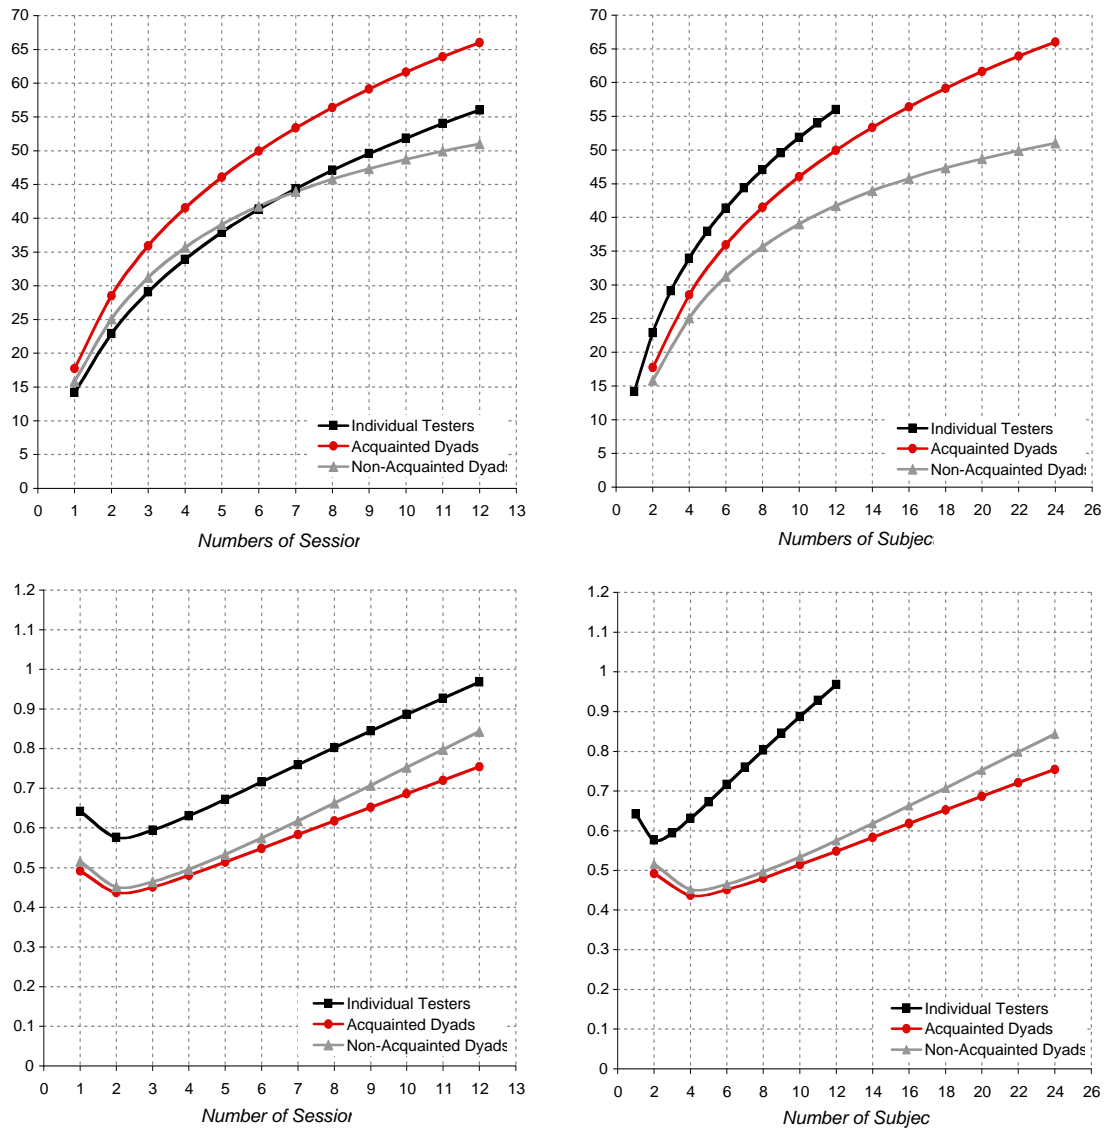 70
65
60
55
50
45
40
35
30
25
20
15
10
5
0
0 1 2 3 4 5 6 7 8 9 10 11 12 13
Individual Testers
Acquainted Dyads
Non-Acquainted Dyads
Numbers of Session
70
65
60
55
50
45
40
35
30
25
20
15
10
5
0
0 2 4 6 8 10 12 14 16 18 20 22 24 26
Individual Testers
Acquainted Dyads
Non-Acquainted Dyads
Numbers of Subjec
1.2
1.1
1
0.9
0.8
0.7
0.6
0.5
0.4
0.3
0.2
0.1
0
0 1 2 3 4 5 6 7 8 9 10 11 12 13
Individual Testers
Acquainted Dyads
Non-Acquainted Dyads
Number of Session
1.2
1.1
1
0.9
0.8
0.7
0.6
0.5
0.4
0.3
0.2
0.1
0
0 2 4 6 8 10 12 14 16 18 20 22 24 26
Individual Testers
Acquainted Dyads
Non-Acquainted Dyads
Number of Subjec